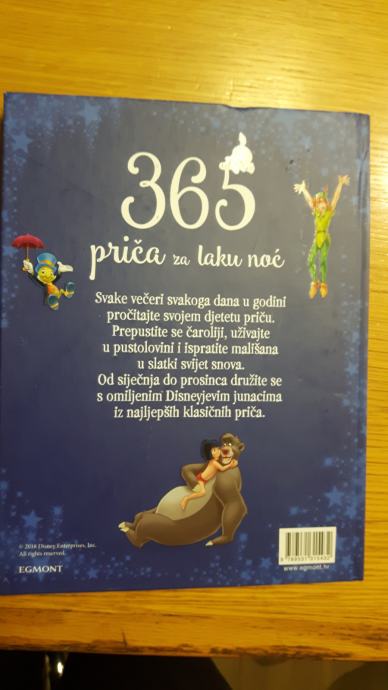 365
priča za laku noć
Svake večeri svakoga dana u godini
pročitajte svojem djetetu priču.
Prepustite se čaroliji, uživajte
u pustolovini i ispratite mališana
u slatki svijet snova.
Od siječnja do prosinca družite se
s omiljenim Disneyjevim junacima
iz najljepših klasičnih priča.
© 2018 Disney Enterprises, Inc.
All rights reserved.
EGMONT
www.egmont.hr